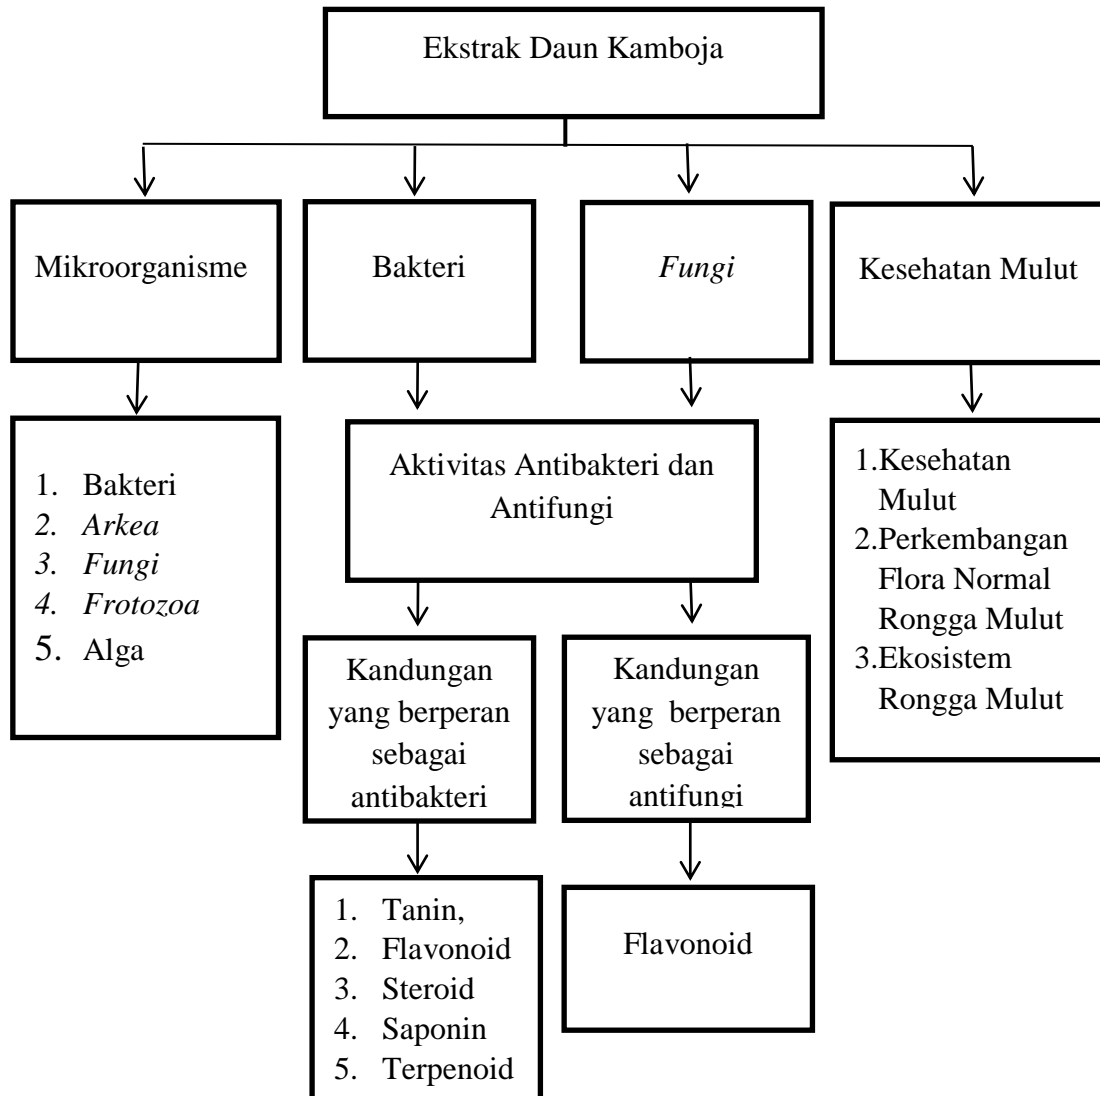 Ekstrak Daun Kamboja
Mikroorganisme
Bakteri
Fungi
Kesehatan Mulut
1. Bakteri
2. Arkea
3. Fungi
4. Frotozoa
5. Alga
Aktivitas Antibakteri dan
Antifungi
1.Kesehatan
Mulut
2.Perkembangan
Flora Normal
Rongga Mulut
3.Ekosistem
Rongga Mulut
Kandungan
yang berperan
sebagai
antibakteri
Kandungan
yang berperan
sebagai
antifungi
1. Tanin,
2. Flavonoid
3. Steroid
4. Saponin
5. Terpenoid
Flavonoid